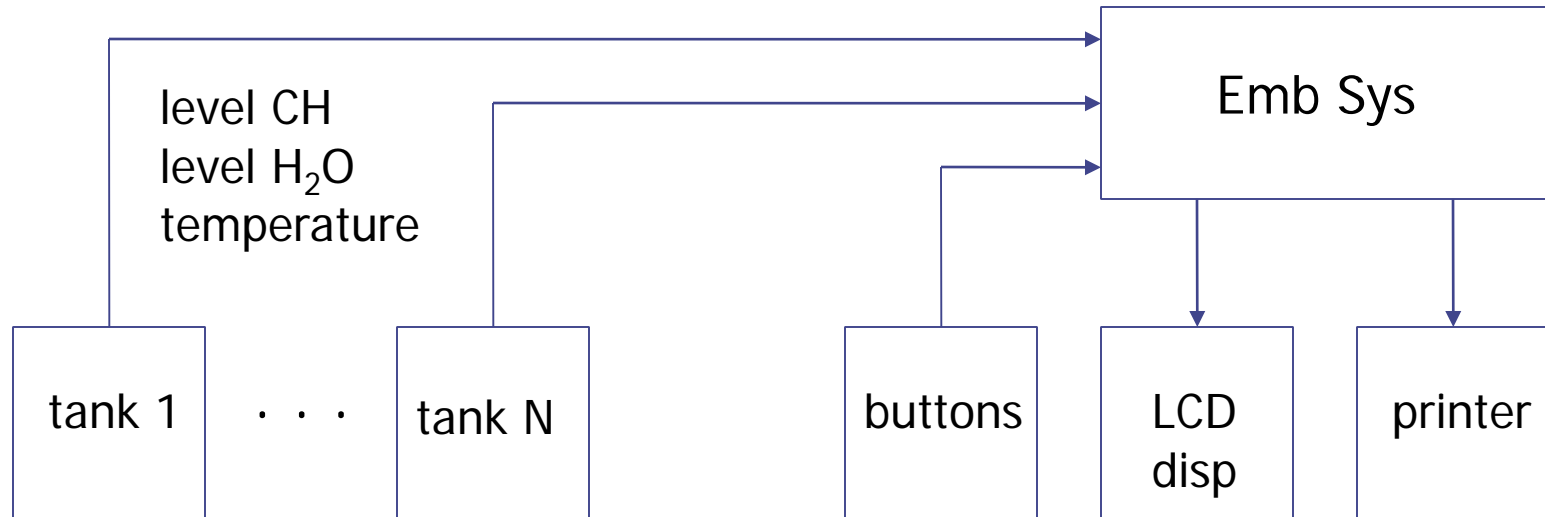 level CH
level H₂O
temperature
Emb Sys
tank 1
. . .
tank N
buttons
LCD
disp
printer